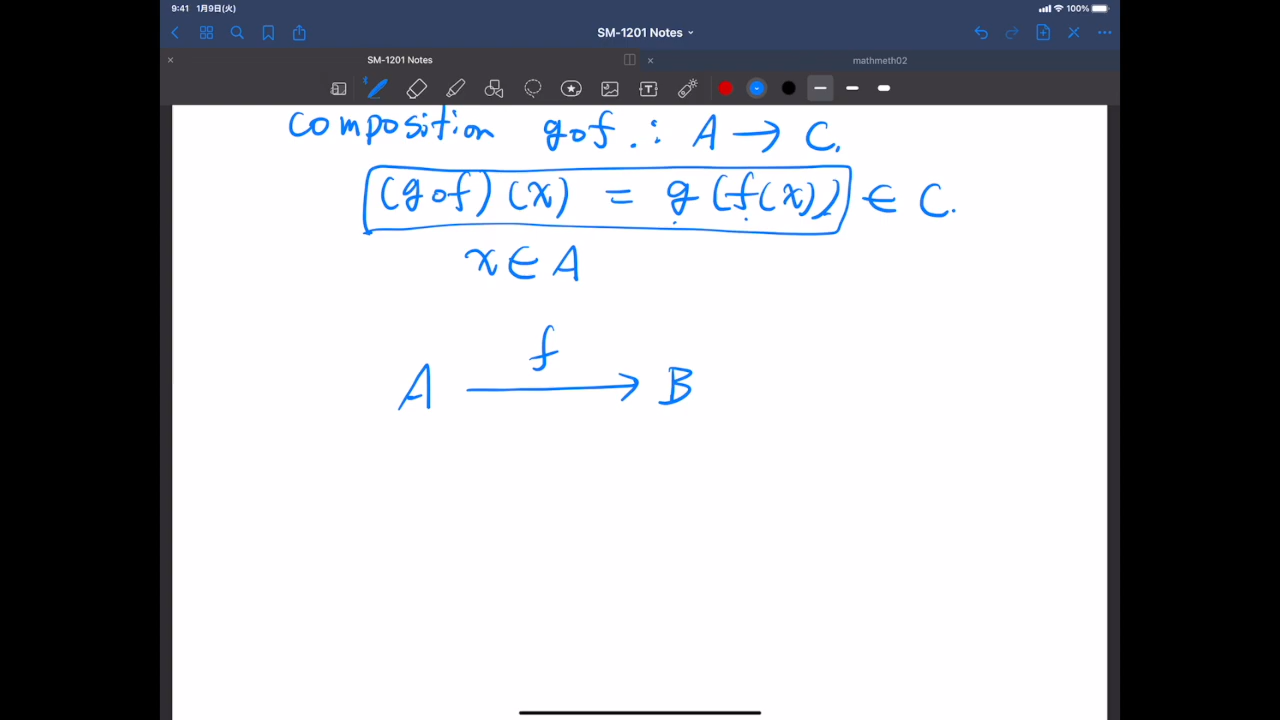 9:41 1月9日(火) 100%
SM-1201 Notes
SM-1201 Notes mathmeth02
composition g∘f : A → C.
(g∘f)(x) = g(f(x)) ∈ C.
x ∈ A
f
A → B